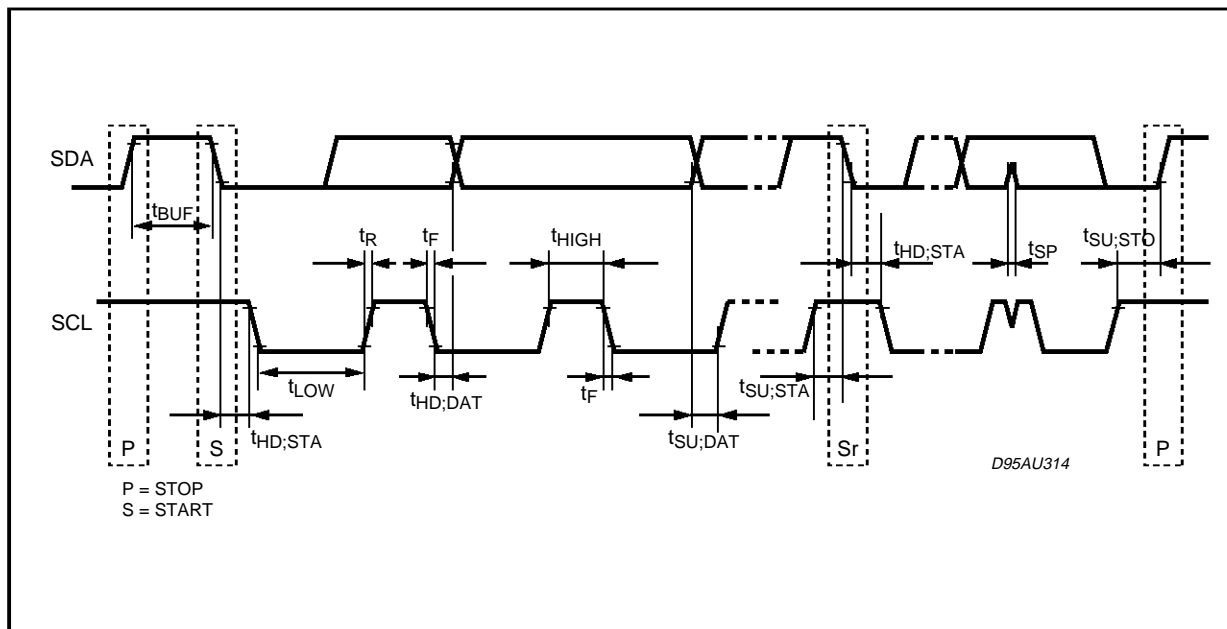 SDA
tBUF
tR
tF
tHIGH
tHD;STA
tSP
tSU;STO
SCL
tLOW
tHD;DAT
tF
tSU;STA
tHD;STA
tSU;DAT
P
S
Sr
D95AU314
P
P = STOP
S = START